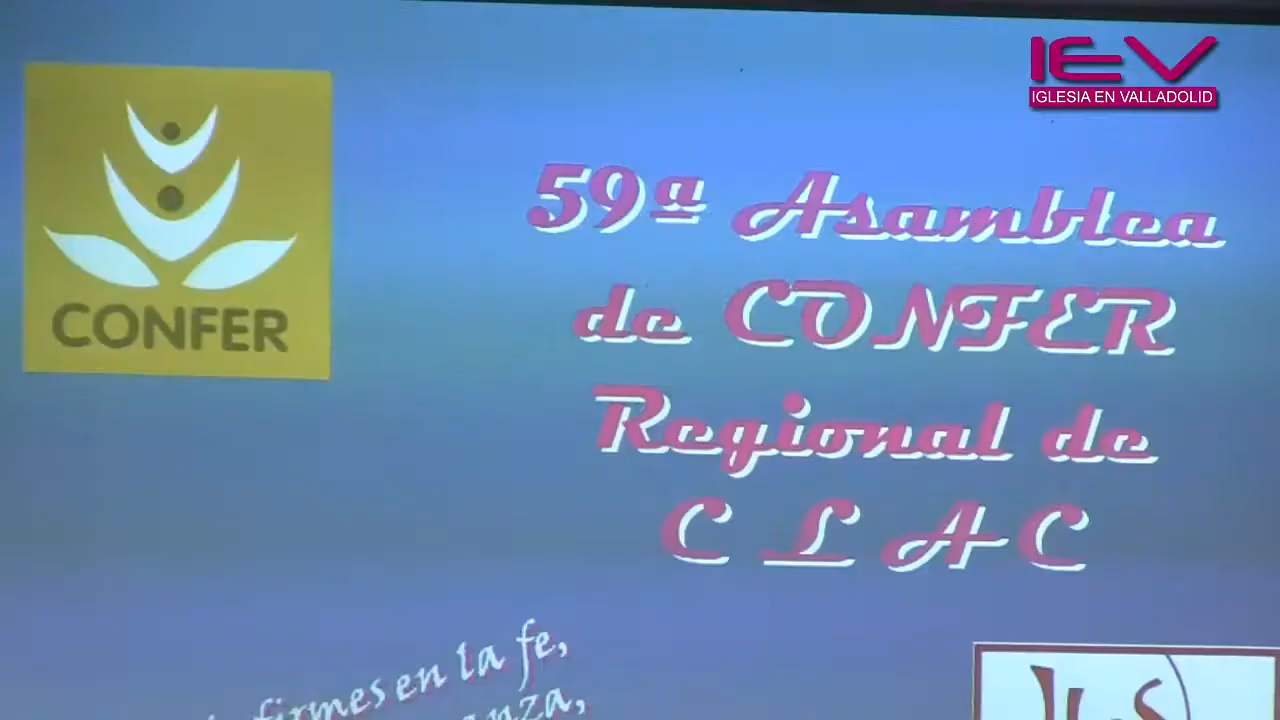 IEV
IGLESIA EN VALLADOLID
CONFER
59ª Asamblea
de CONFER
Regional de
C L A C
firmes en la fe,